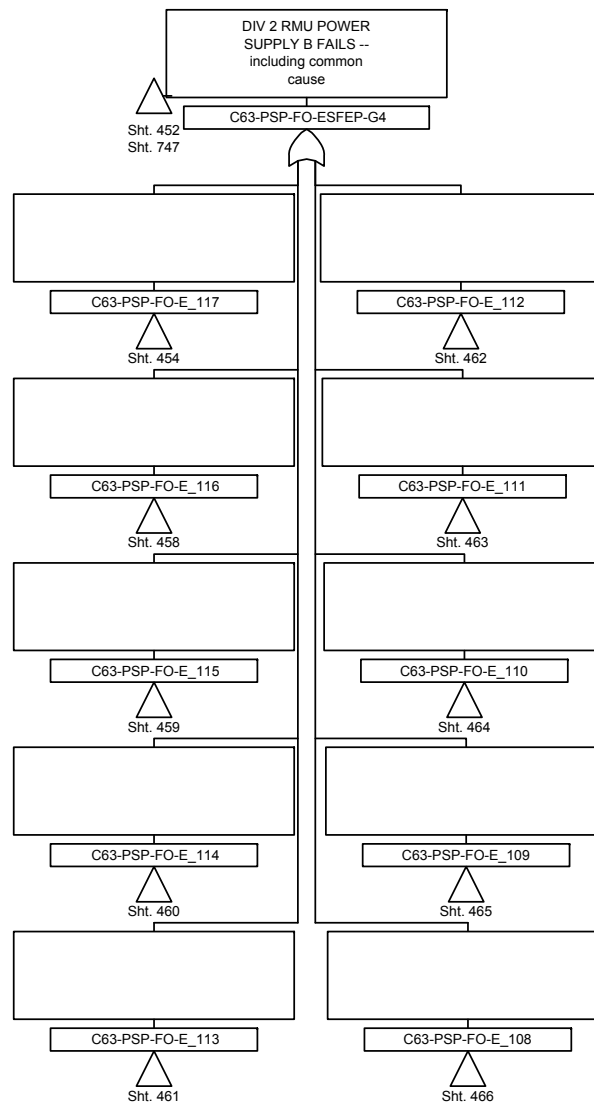 DIV 2 RMU POWER
SUPPLY B FAILS --
including common
cause
C63-PSP-FO-ESFEP-G4
Sht. 452
Sht. 747
C63-PSP-FO-E_117
Sht. 454
C63-PSP-FO-E_112
Sht. 462
C63-PSP-FO-E_116
Sht. 458
C63-PSP-FO-E_111
Sht. 463
C63-PSP-FO-E_115
Sht. 459
C63-PSP-FO-E_110
Sht. 464
C63-PSP-FO-E_114
Sht. 460
C63-PSP-FO-E_109
Sht. 465
C63-PSP-FO-E_113
Sht. 461
C63-PSP-FO-E_108
Sht. 466